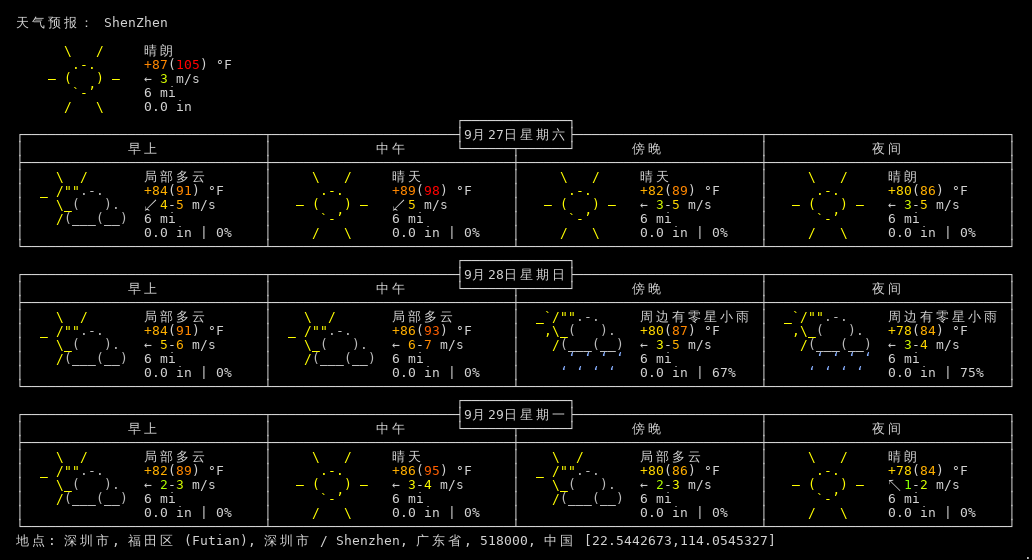 天气预报： ShenZhen
晴朗
+87(105) °F
← 3 m/s
6 mi
0.0 in
9月27日星期六
早上 中午 傍晚 夜间
局部多云 晴天 晴天 晴朗
+84(91) °F +89(98) °F +82(89) °F +80(86) °F
↙ 4-5 m/s ↙ 5 m/s ← 3-5 m/s ← 3-5 m/s
6 mi 6 mi 6 mi 6 mi
0.0 in | 0% 0.0 in | 0% 0.0 in | 0% 0.0 in | 0%
9月28日星期日
早上 中午 傍晚 夜间
局部多云 局部多云 周边有零星小雨 周边有零星小雨
+84(91) °F +86(93) °F +80(87) °F +78(84) °F
← 5-6 m/s ← 6-7 m/s ← 3-5 m/s ← 3-4 m/s
6 mi 6 mi 6 mi 6 mi
0.0 in | 0% 0.0 in | 0% 0.0 in | 67% 0.0 in | 75%
9月29日星期一
早上 中午 傍晚 夜间
局部多云 晴天 局部多云 晴朗
+82(89) °F +86(95) °F +80(86) °F +78(84) °F
← 2-3 m/s ← 3-4 m/s ← 2-3 m/s ↖ 1-2 m/s
6 mi 6 mi 6 mi 6 mi
0.0 in | 0% 0.0 in | 0% 0.0 in | 0% 0.0 in | 0%
地点: 深圳市, 福田区 (Futian), 深圳市 / Shenzhen, 广东省, 518000, 中国 [22.5442673,114.0545327]